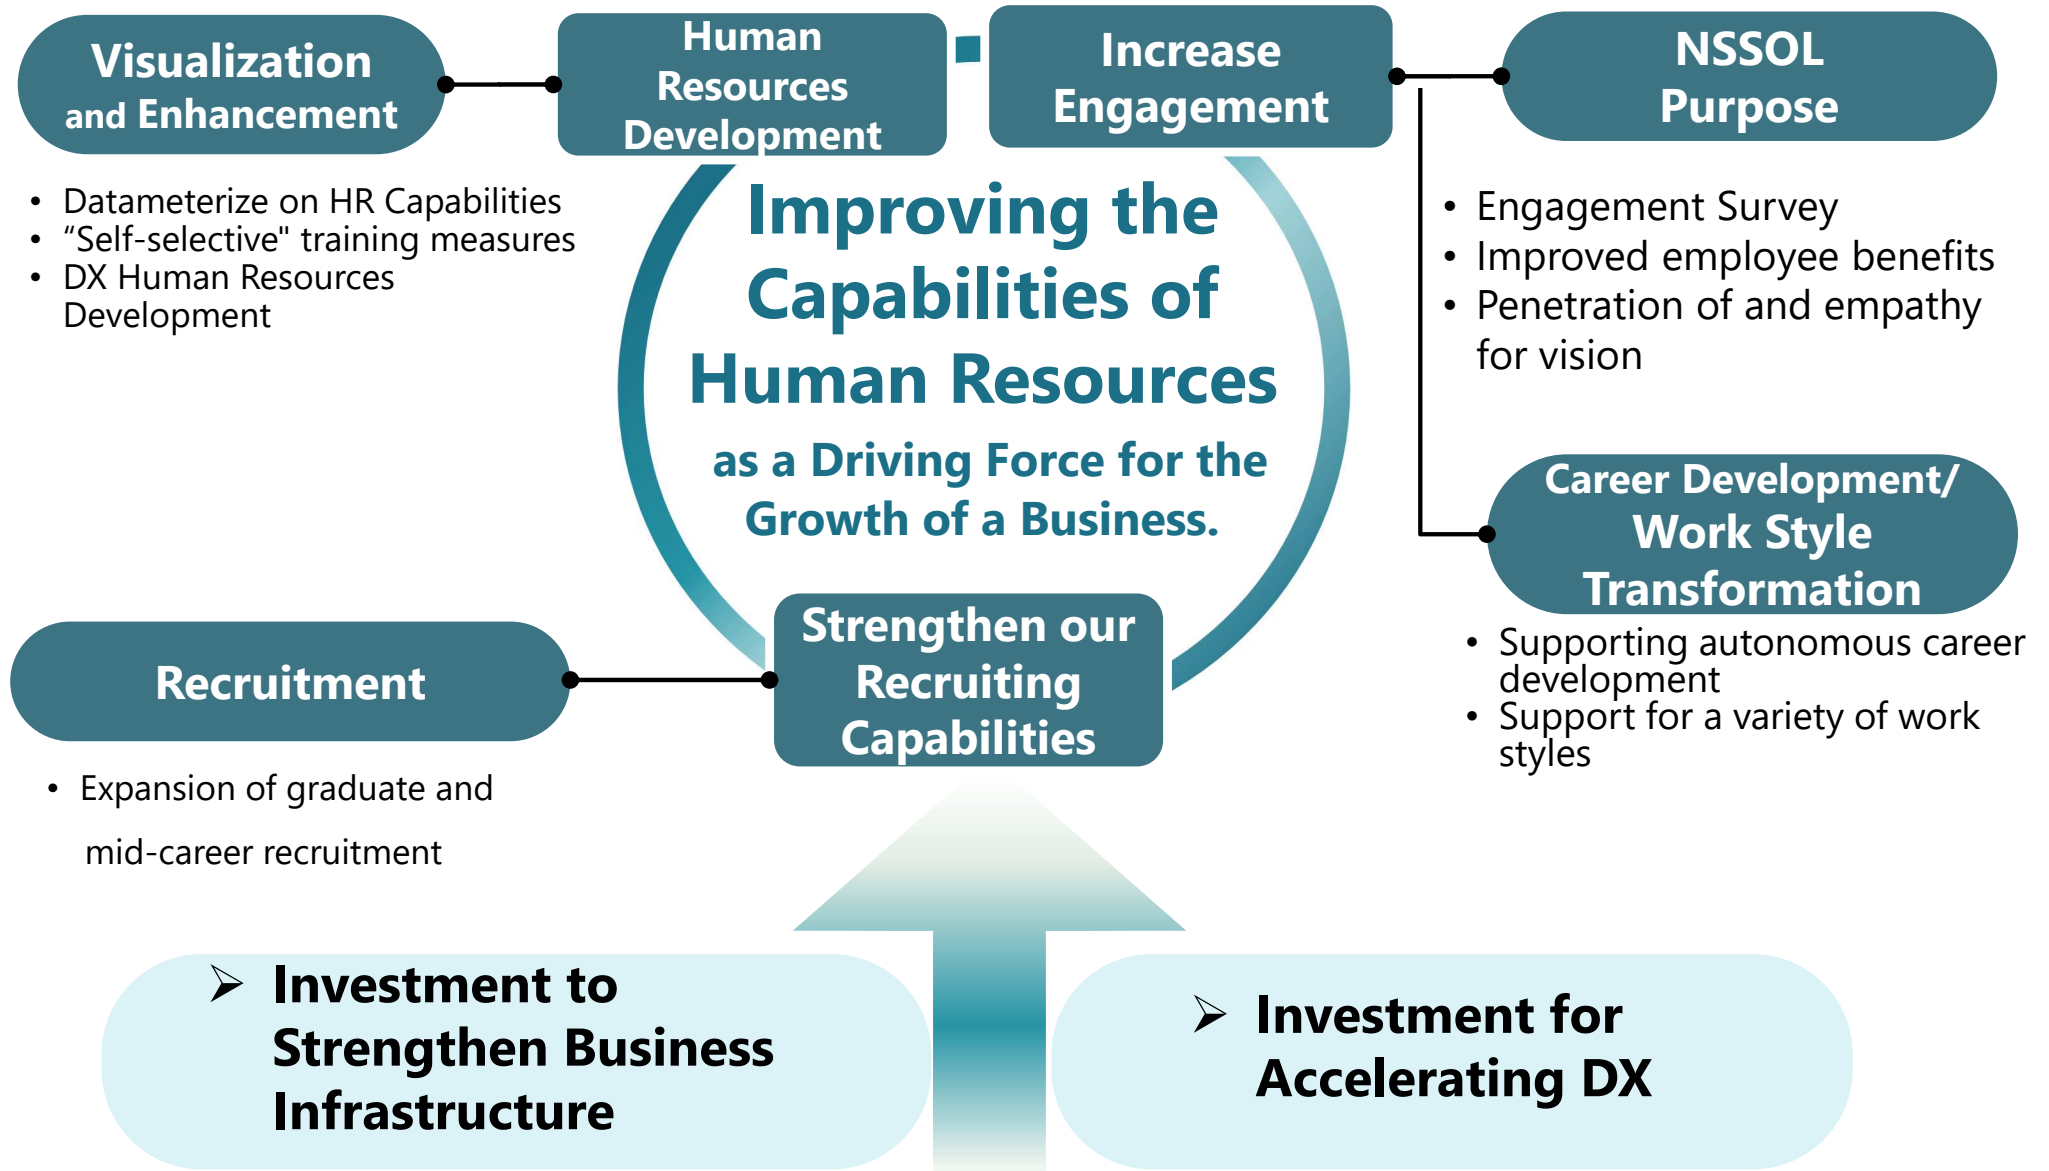 Visualization
and Enhancement
• Datameterize on HR Capabilities
• “Self-selective" training measures
• DX Human Resources
Development
Human
Resources
Development
Increase
Engagement
NSSOL
Purpose
• Engagement Survey
• Improved employee benefits
• Penetration of and empathy
for vision
Improving the
Capabilities of
Human Resources
as a Driving Force for the
Growth of a Business.
Career Development/
Work Style
Transformation
• Supporting autonomous career
development
• Support for a variety of work
styles
Recruitment
• Expansion of graduate and
mid-career recruitment
Strengthen our
Recruiting
Capabilities
➢ Investment to
Strengthen Business
Infrastructure
➢ Investment for
Accelerating DX